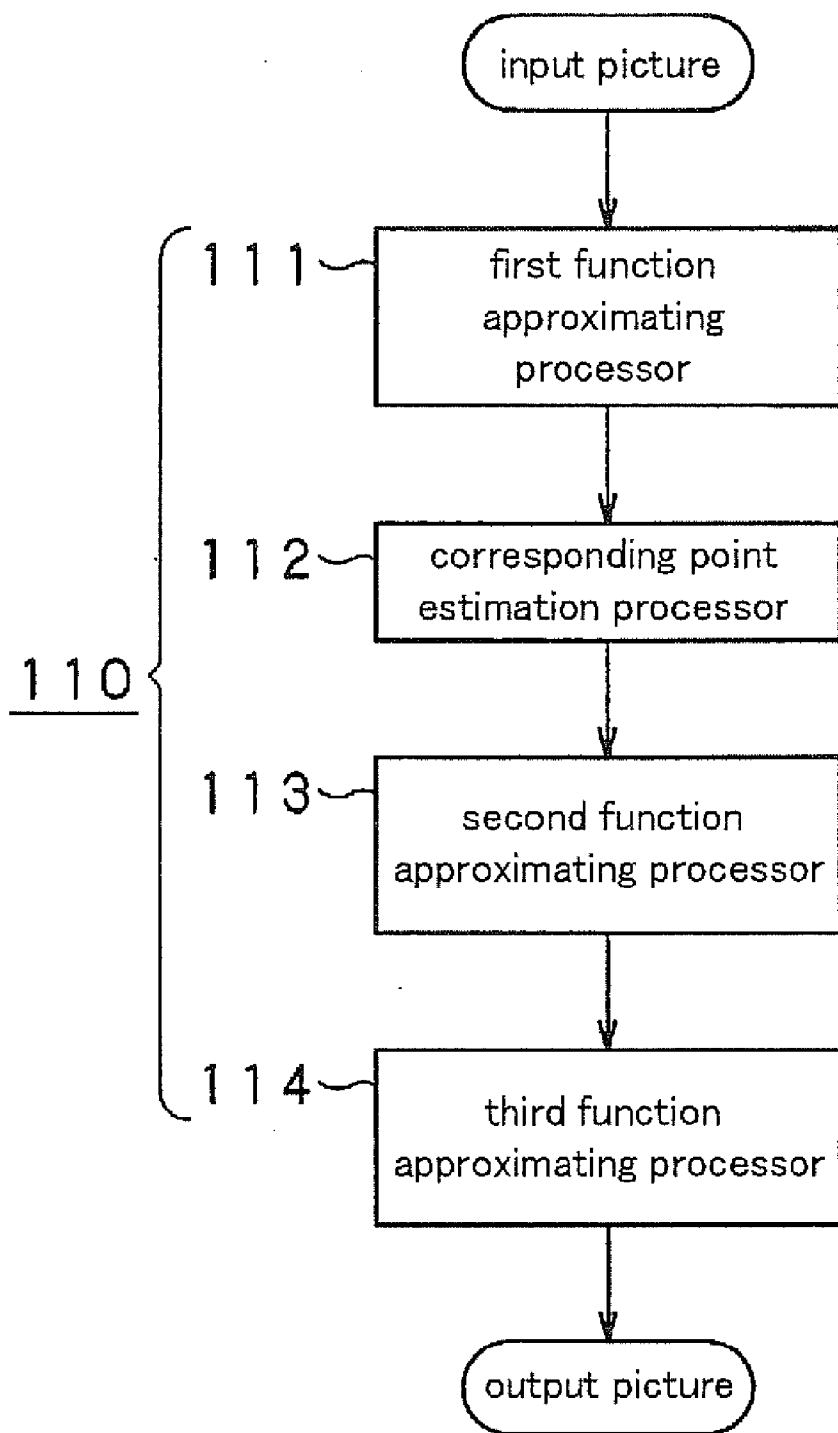 input picture
111
first function
approximating
processor
112
corresponding point
estimation processor
110
113
second function
approximating processor
114
third function
approximating processor
output picture